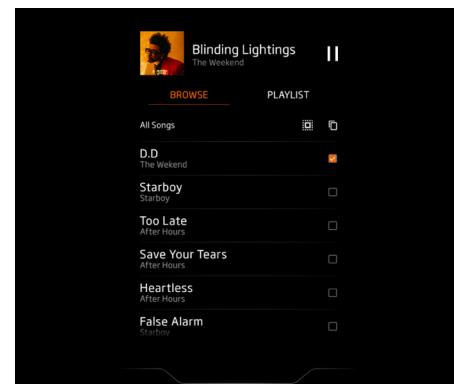 Blinding Lightings
The Weekend
BROWSE PLAYLIST
All Songs
D.D
The Wekend
Starboy
Starboy
Too Late
After Hours
Save Your Tears
After Hours
Heartless
After Hours
False Alarm
Starboy